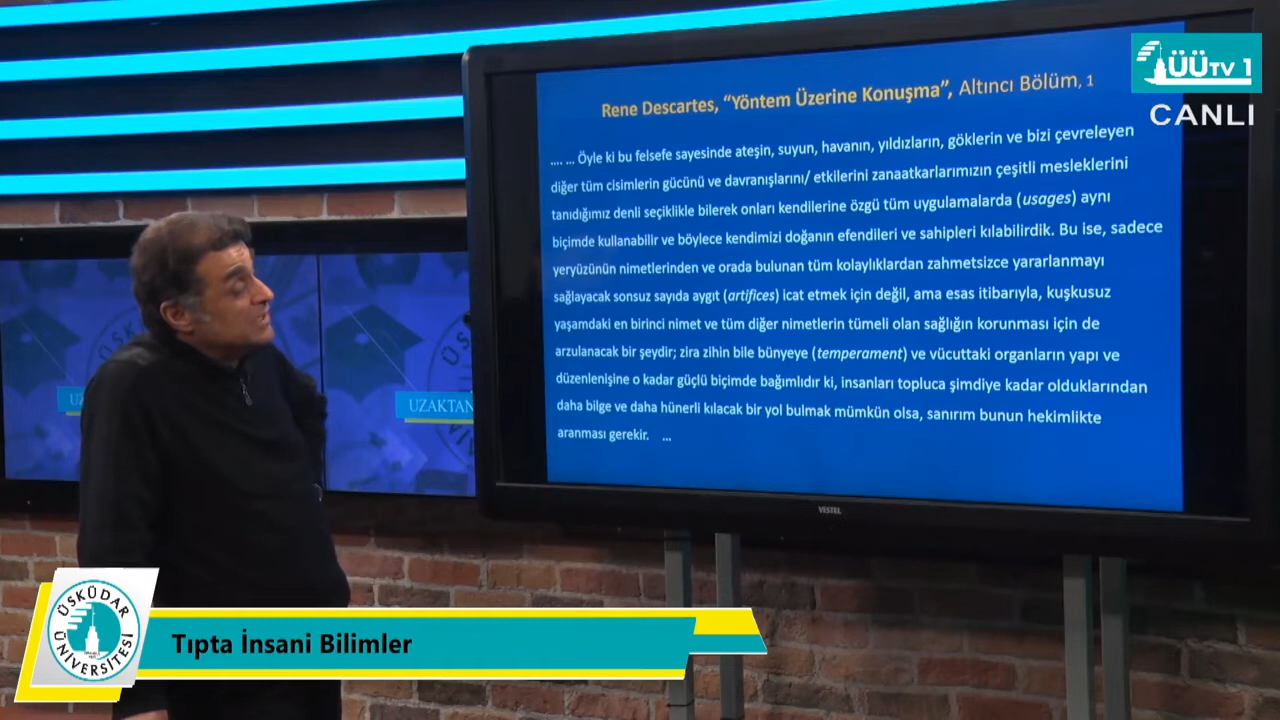 ÜÜTV 1
CANLI
Rene Descartes, “Yöntem Üzerine Konuşma”, Altıncı Bölüm, 1
.... ... Öyle ki bu felsefe sayesinde ateşin, suyun, havanın, yıldızların, göklerin ve bizi çevreleyen
diğer tüm cisimlerin gücünü ve davranışlarını/ etkilerini zanaatkarlarımızın çeşitli mesleklerini
tanıdığımız denli seçiklikle bilerek onları kendilerine özgü tüm uygulamalarda (usages) aynı
biçimde kullanabilir ve böylece kendimizi doğanın efendileri ve sahipleri kılabilirdik. Bu ise, sadece
yeryüzünün nimetlerinden ve orada bulunan tüm kolaylıklardan zahmetsizce yararlanmayı
sağlayacak sonsuz sayıda aygıt (artifices) icat etmek için değil, ama esas itibarıyla, kuşkusuz
yaşamdaki en birinci nimet ve tüm diğer nimetlerin tümeli olan sağlığın korunması için de
arzulanacak bir şeydir; zira zihin bile bünyeye (temperament) ve vücuttaki organların yapı ve
düzenlenişine o kadar güçlü biçimde bağımlıdır ki, insanları topluca şimdiye kadar olduklarından
daha bilge ve daha hünerli kılacak bir yol bulmak mümkün olsa, sanırım bunun hekimlikte
aranması gerekir. ...
UZAKTAN
VESTEL
ÜSKÜDAR
ÜNİVERSİTESİ
Tıpta İnsani Bilimler